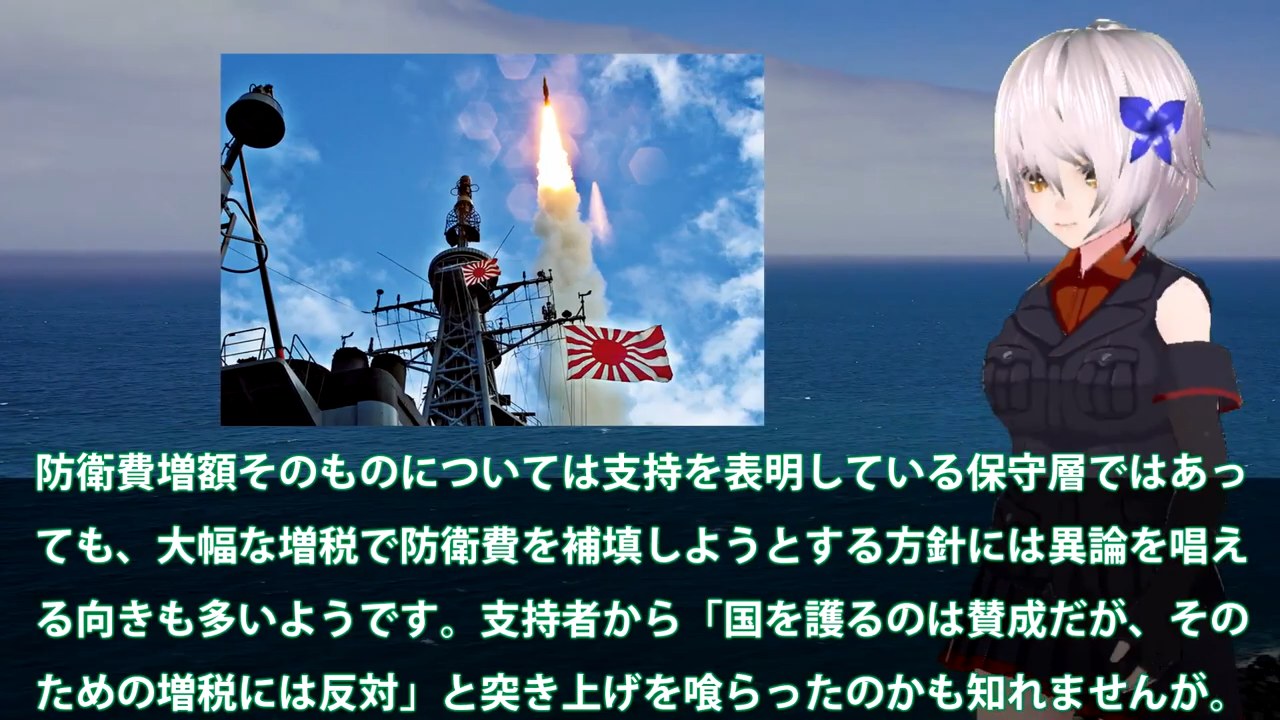 防衛費増額そのものについては支持を表明している保守層ではあっ
ても、大幅な増税で防衛費を補填しようとする方針には異論を唱え
る向きも多いようです。支持者から「国を護るのは賛成だが、その
ための増税には反対」と突き上げを喰らったのかも知れませんが。